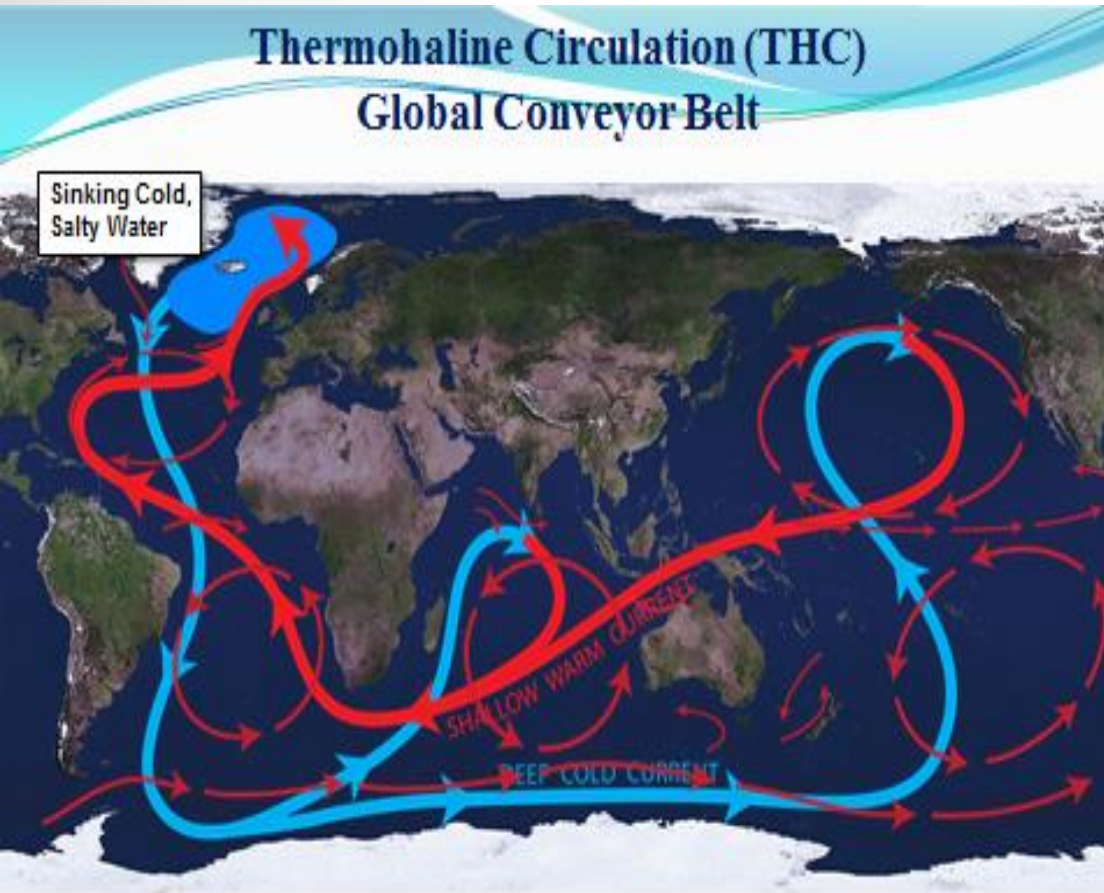 Thermohaline Circulation (THC)
Global Conveyor Belt
Sinking Cold,
Salty Water
SHALLOW WARM CURRENT
DEEP COLD CURRENT